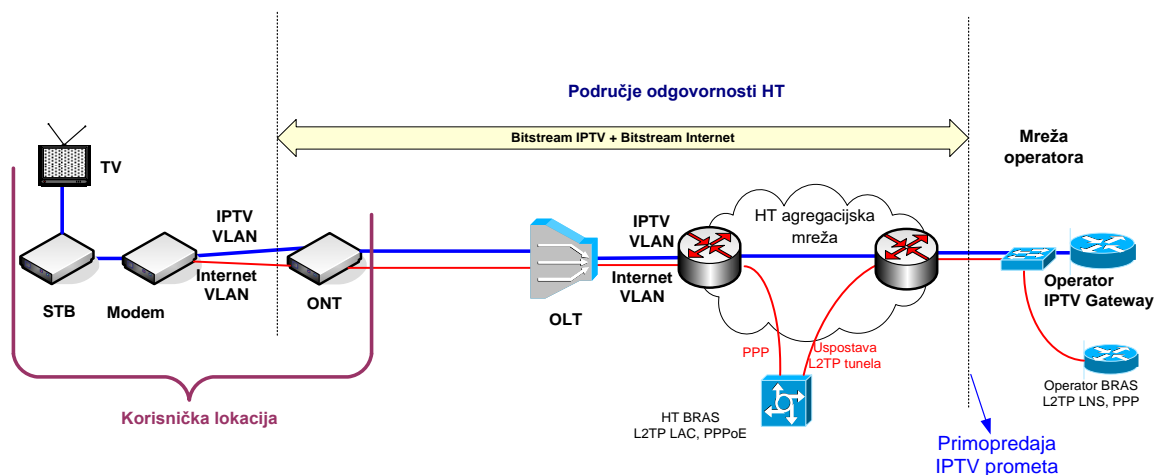 Područje odgovornosti HT
Bitstream IPTV + Bitstream Internet
Mreža
operatora
TV
IPTV
VLAN
Internet
VLAN
STB
Modem
ONT
OLT
IPTV
VLAN
Internet
VLAN
HT agregacijska
mreža
Operator
IPTV Gateway
PPP
Uspostava
L2TP tunela
HT BRAS
L2TP LAC, PPPoE
Operator BRAS
L2TP LNS, PPP
Korisnička lokacija
Primopredaja
IPTV prometa